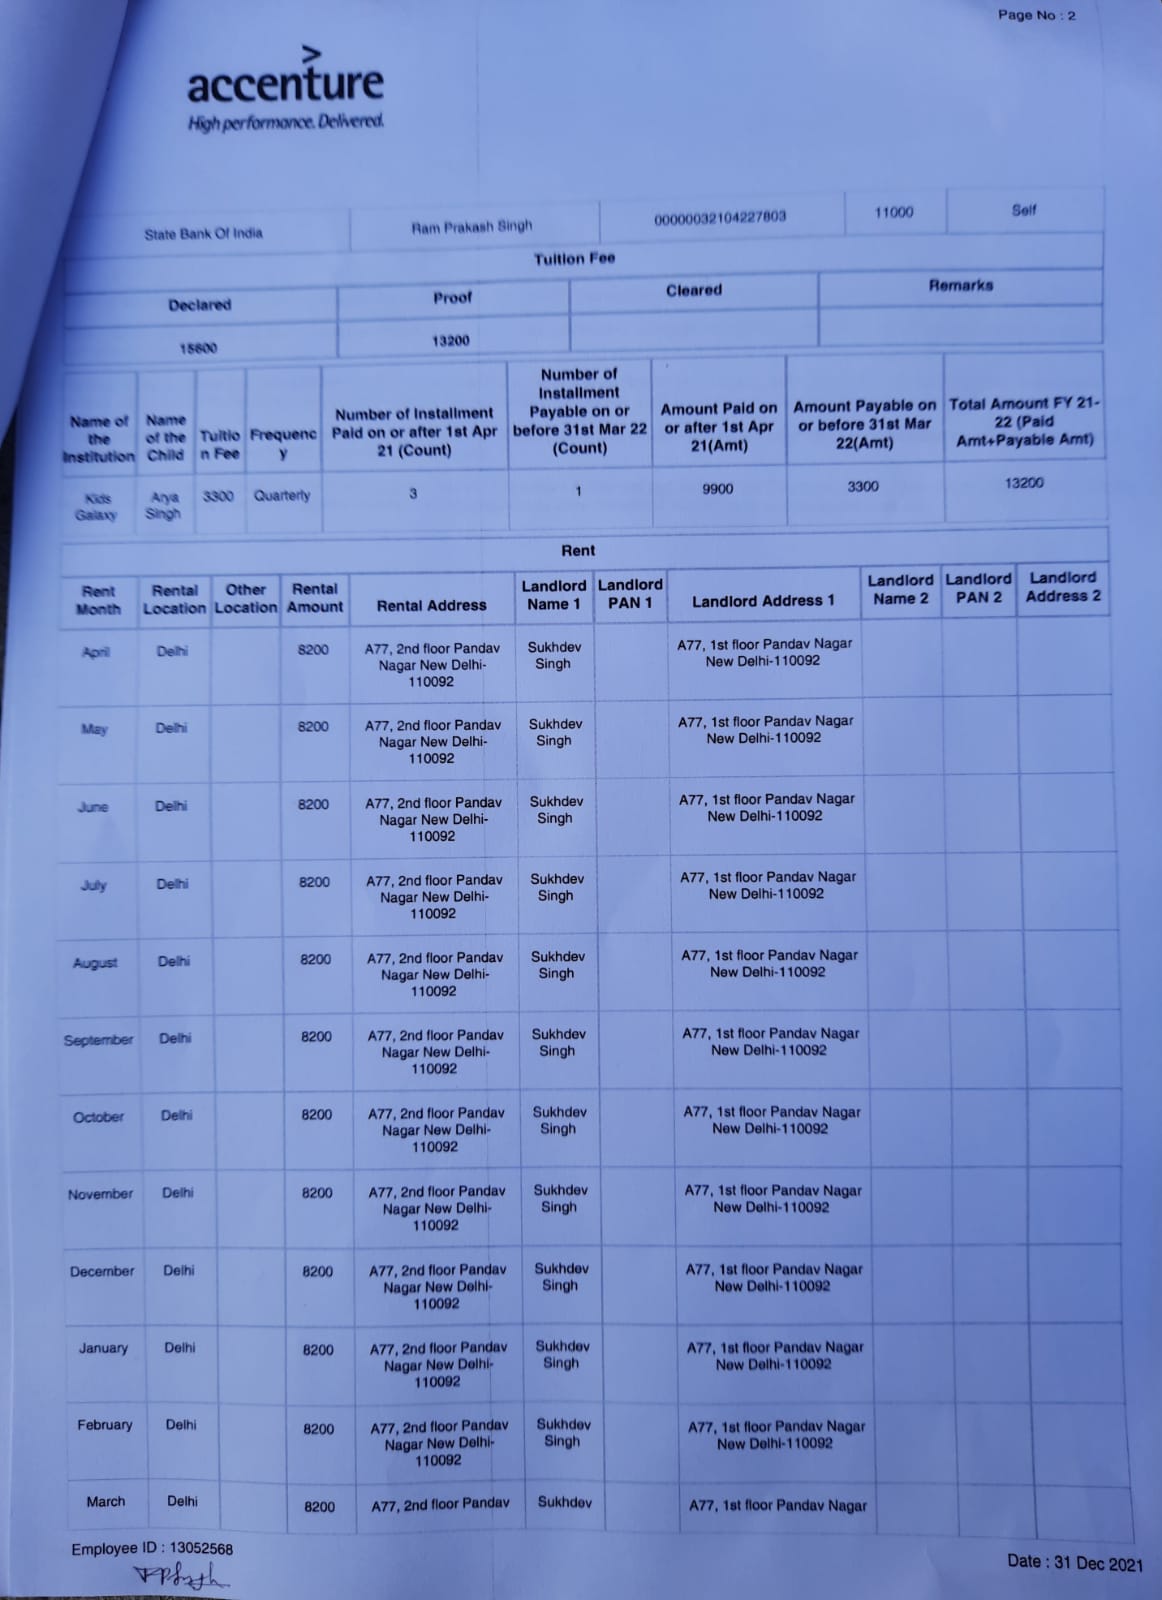 Page No : 2
accenture
High performance. Delivered.
State Bank Of India Ram Prakash Singh 00000032104227803 11000 Self
Tuition Fee
Declared Proof Cleared Remarks
15600 13200
Name of the Institution Name of the Child Tuition Fee Frequency Number of Installment Paid on or after 1st Apr 21 (Count) Number of Installment Payable on or before 31st Mar 22 (Count) Amount Paid on or after 1st Apr 21(Amt) Amount Payable on or before 31st Mar 22(Amt) Total Amount FY 21-22 (Paid Amt+Payable Amt)
Kids Galaxy Arya Singh 3300 Quarterly 3 1 9900 3300 13200
Rent
Rent Month Rental Location Other Location Rental Amount Rental Address Landlord Name 1 Landlord PAN 1 Landlord Address 1 Landlord Name 2 Landlord PAN 2 Landlord Address 2
April Delhi 8200 A77, 2nd floor Pandav Nagar New Delhi-110092 Sukhdev Singh A77, 1st floor Pandav Nagar New Delhi-110092
May Delhi 8200 A77, 2nd floor Pandav Nagar New Delhi-110092 Sukhdev Singh A77, 1st floor Pandav Nagar New Delhi-110092
June Delhi 8200 A77, 2nd floor Pandav Nagar New Delhi-110092 Sukhdev Singh A77, 1st floor Pandav Nagar New Delhi-110092
July Delhi 8200 A77, 2nd floor Pandav Nagar New Delhi-110092 Sukhdev Singh A77, 1st floor Pandav Nagar New Delhi-110092
August Delhi 8200 A77, 2nd floor Pandav Nagar New Delhi-110092 Sukhdev Singh A77, 1st floor Pandav Nagar New Delhi-110092
September Delhi 8200 A77, 2nd floor Pandav Nagar New Delhi-110092 Sukhdev Singh A77, 1st floor Pandav Nagar New Delhi-110092
October Delhi 8200 A77, 2nd floor Pandav Nagar New Delhi-110092 Sukhdev Singh A77, 1st floor Pandav Nagar New Delhi-110092
November Delhi 8200 A77, 2nd floor Pandav Nagar New Delhi-110092 Sukhdev Singh A77, 1st floor Pandav Nagar New Delhi-110092
December Delhi 8200 A77, 2nd floor Pandav Nagar New Delhi-110092 Sukhdev Singh A77, 1st floor Pandav Nagar New Delhi-110092
January Delhi 8200 A77, 2nd floor Pandav Nagar New Delhi-110092 Sukhdev Singh A77, 1st floor Pandav Nagar New Delhi-110092
February Delhi 8200 A77, 2nd floor Pandav Nagar New Delhi-110092 Sukhdev Singh A77, 1st floor Pandav Nagar New Delhi-110092
March Delhi 8200 A77, 2nd floor Pandav Sukhdev A77, 1st floor Pandav Nagar
Employee ID : 13052568
Date : 31 Dec 2021